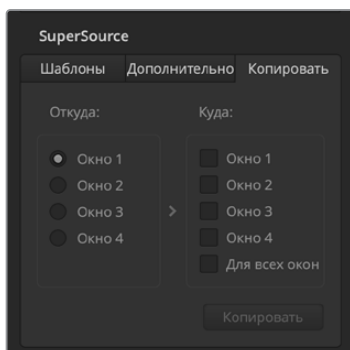 SuperSource
Шаблоны Дополнительно Копировать
Откуда: Куда:
Окно 1 Окно 1
Окно 2 Окно 2
Окно 3 > Окно 3
Окно 4 Окно 4
Для всех окон
Копировать